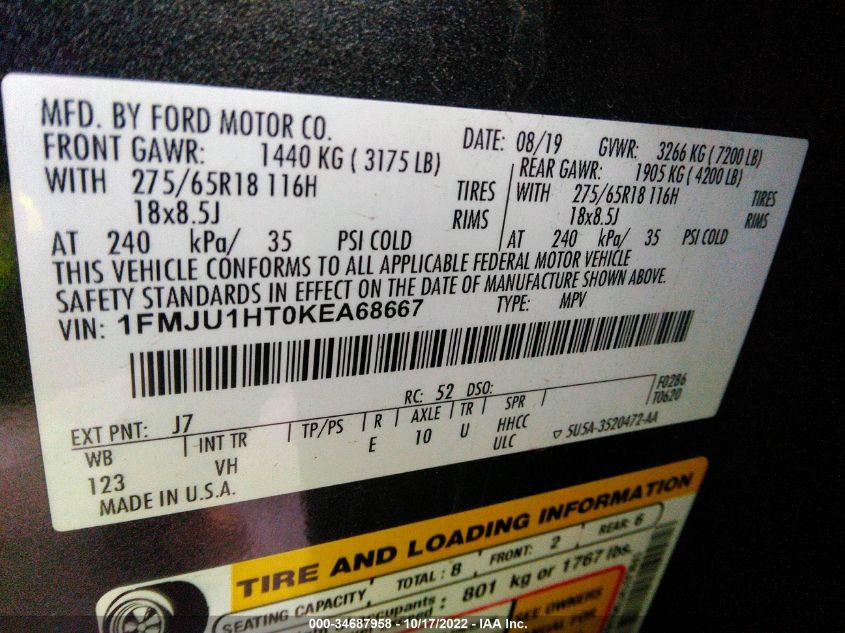 MFD. BY FORD MOTOR CO.
DATE: 08/19 GVWR: 3266 KG ( 7200 LB)
FRONT GAWR: 1440 KG ( 3175 LB) REAR GAWR: 1905 KG ( 4200 LB)
WITH 275/65R18 116H TIRES WITH 275/65R18 116H TIRES
18x8.5J RIMS 18x8.5J RIMS
AT 240 kPa/ 35 PSI COLD AT 240 kPa/ 35 PSI COLD
THIS VEHICLE CONFORMS TO ALL APPLICABLE FEDERAL MOTOR VEHICLE
SAFETY STANDARDS IN EFFECT ON THE DATE OF MANUFACTURE SHOWN ABOVE.
VIN: 1FMJU1HT0KEA68667 TYPE: MPV
F0286
RC: 52 DSO: T0620
EXT PNT: J7
WB INT TR TP/PS R AXLE TR SPR
123 VH E 10 U HHCC
ULC 5U5A-3520472-AA
MADE IN U.S.A.
TIRE AND LOADING INFORMATION
SEATING CAPACITY TOTAL : 8 FRONT: 2 REAR: 6
801 kg or 1767 lbs.
000-34687958 - 10/17/2022 - IAA Inc.